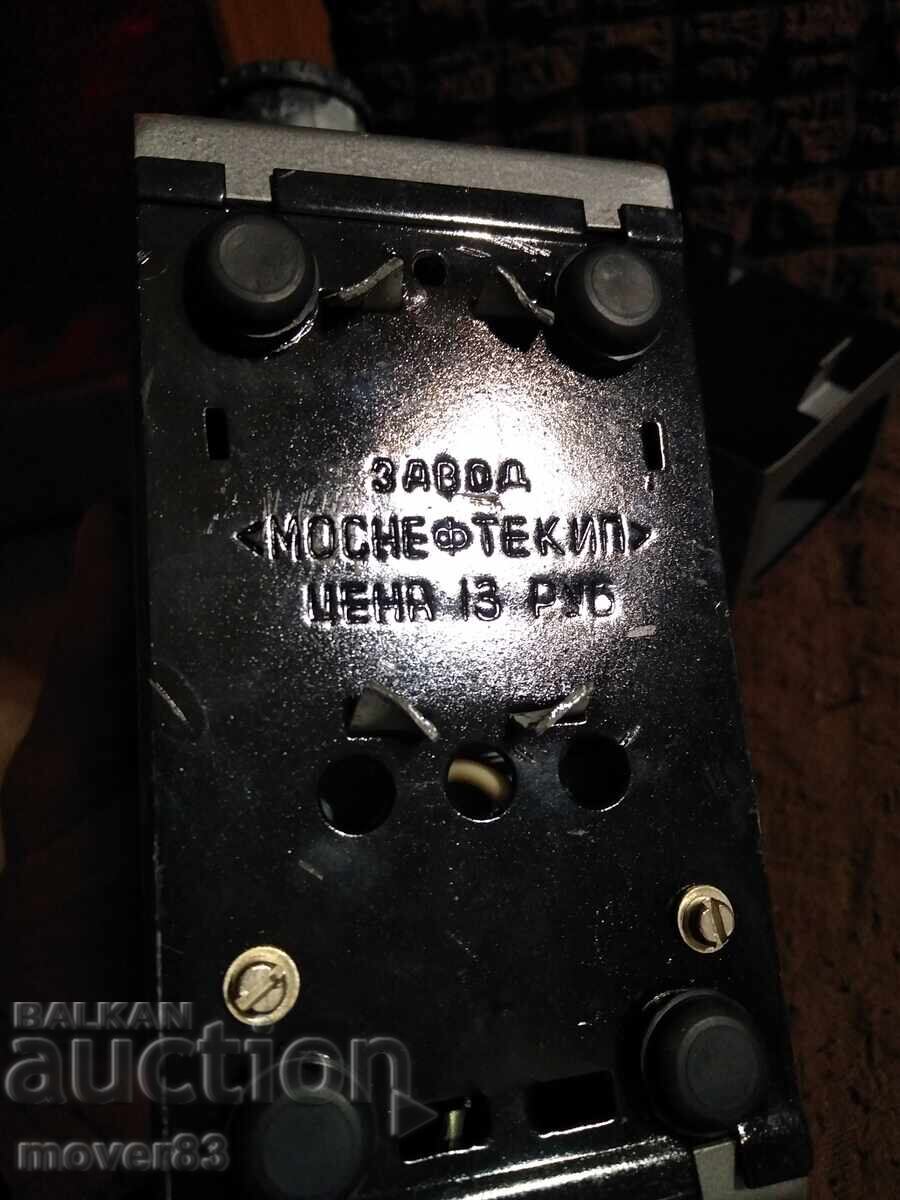 ЗАВОД
<МОСНЕФТЕКИП>
ЦЕНА 13 РУБ
BALKAN
auction
mover83